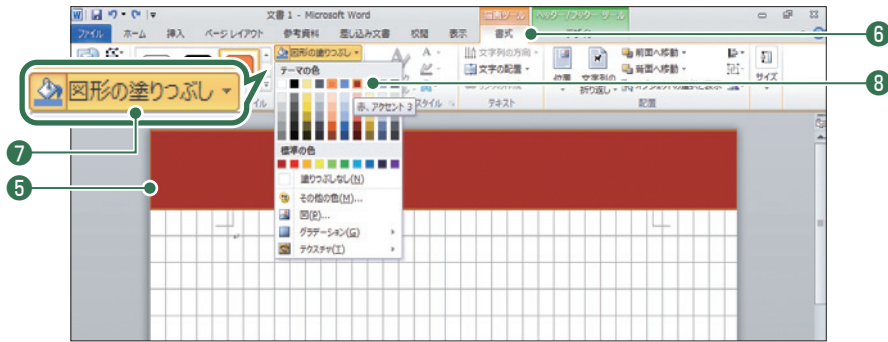 文書 1 - Microsoft Word
描画ツール
ヘッダー/フッター ツール
ファイル ホーム 挿入 ページ レイアウト 参考資料 差し込み文書 校閲 表示 書式
⑥
図形の塗りつぶし
文字列の方向
文字の配置
前面へ移動
背面へ移動
位置
文字列の
折り返し
サイズ
テキスト
配置
図形の塗りつぶし
⑦
⑤
テーマの色
⑧
赤、アクセント 3
標準の色
塗りつぶしなし(N)
その他の色(M)...
図(P)...
グラデーション(G)
テクスチャ(T)